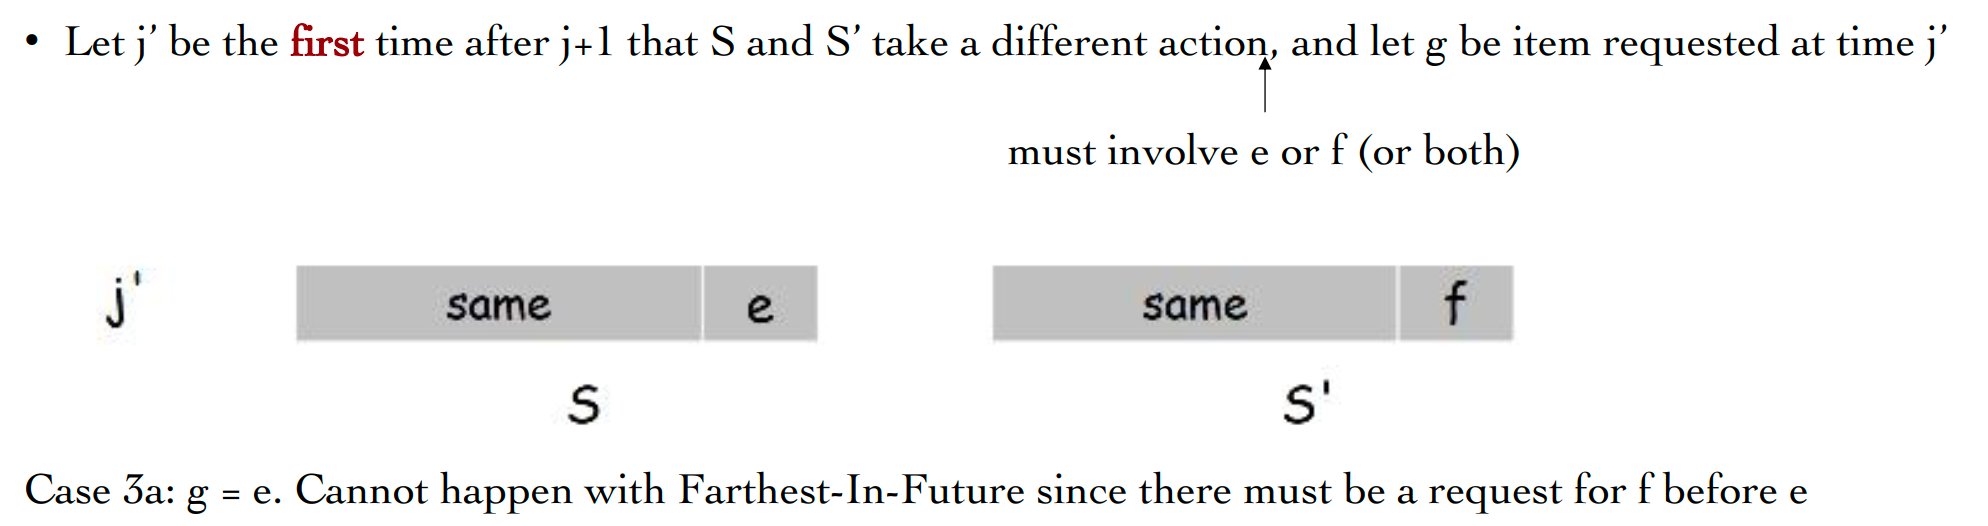 • Let j’ be the first time after j+1 that S and S’ take a different action, and let g be item requested at time j’
must involve e or f (or both)
j' same e same f
S S'
Case 3a: g = e. Cannot happen with Farthest-In-Future since there must be a request for f before e